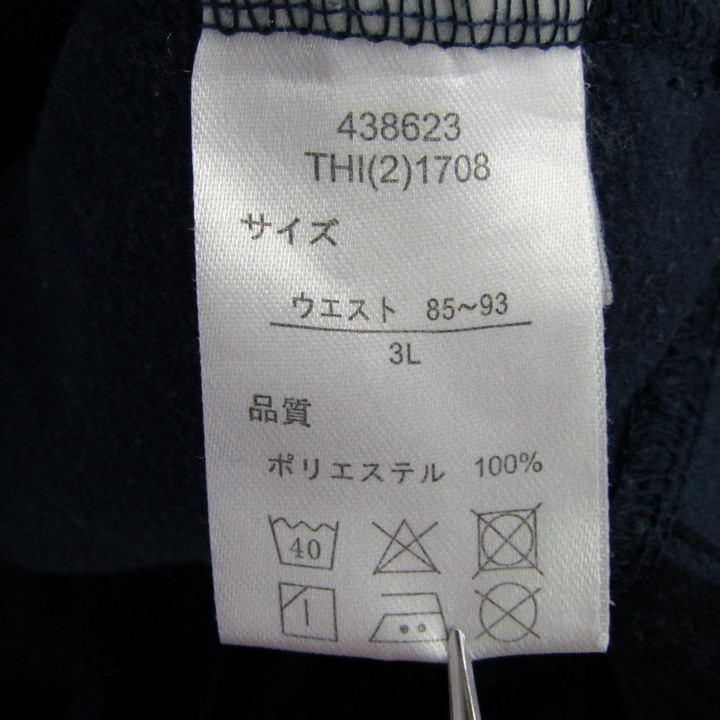 438623
THI(2)1708
サイズ
ウエスト 85~93
3L
品質
ポリエステル 100%
40